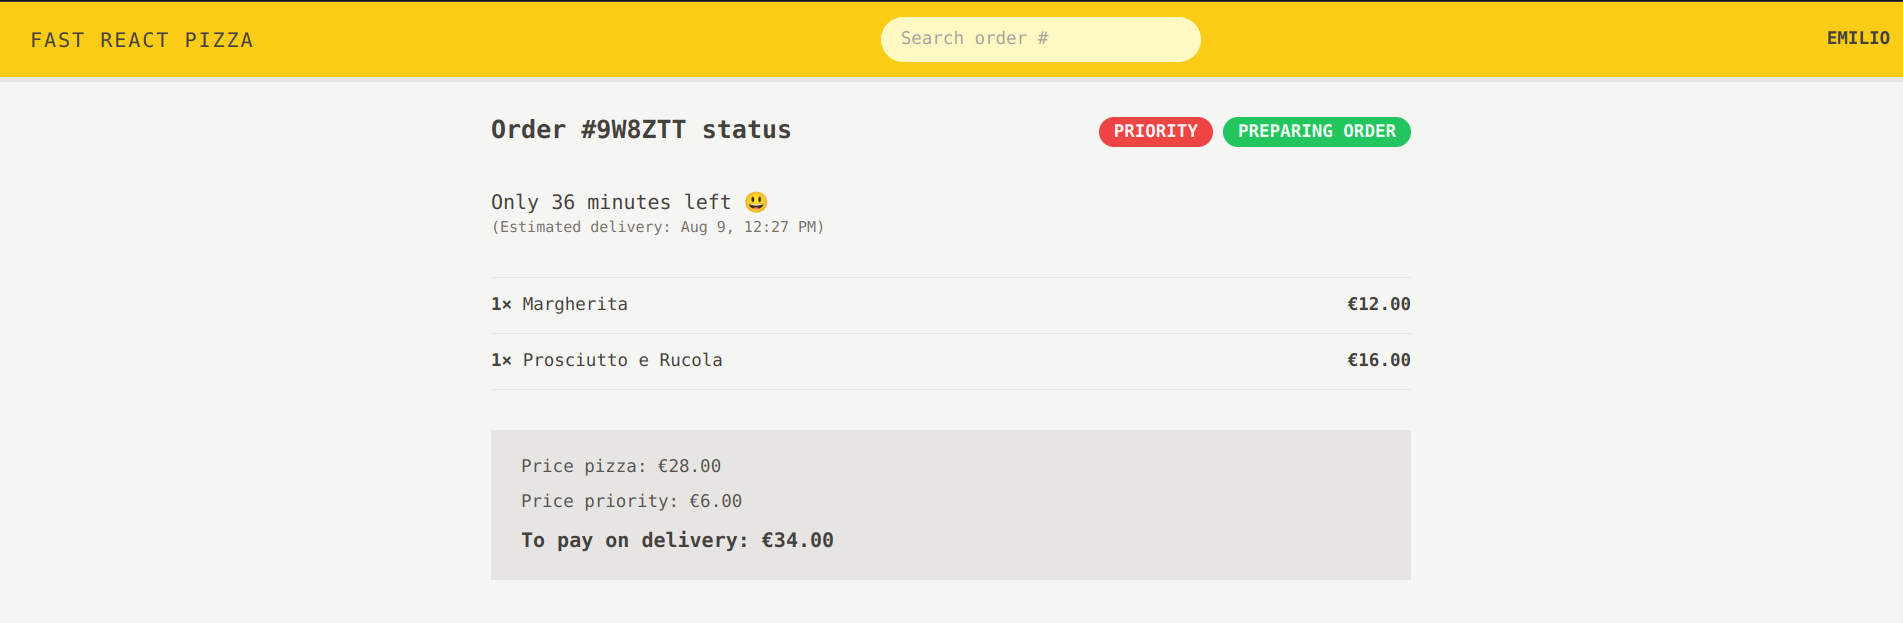 FAST REACT PIZZA
Search order #
EMILIO
Order #9W8ZTT status
PRIORITY
PREPARING ORDER
Only 36 minutes left 😃
(Estimated delivery: Aug 9, 12:27 PM)
1× Margherita €12.00
1× Prosciutto e Rucola €16.00
Price pizza: €28.00
Price priority: €6.00
To pay on delivery: €34.00